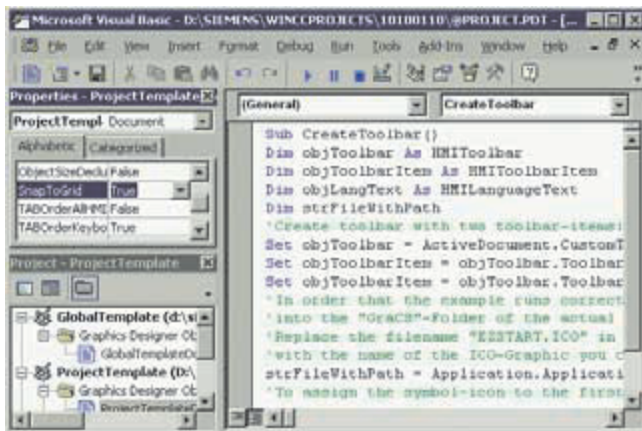 Microsoft Visual Basic - D:\SIEMENS\WINCCPROJECTS\10100110\@PROJECT.PDT - [...
File Edit View Insert Format Debug Run Tools Add-Ins Window Help
Properties - ProjectTemplate
ProjectTempl Document
Alphabetic Categorized
ObjectSizeDeclu False
SnapToGrid True
TABOrderAllHMI False
TABOrderKeybo True
Project - ProjectTemplate
GlobalTemplate (d:\si
Graphics Designer Ob
GlobalTemplateD
ProjectTemplate (D:\
Graphics Designer Ob
ProjectTemplate
(General) CreateToolbar
Sub CreateToolbar()
Dim objToolbar As HMIToolbar
Dim objToolbarItem As HMIToolbarItem
Dim objLangText As HMILanguageText
Dim strFileWithPath
'Create toolbar with two toolbar-items:
Set objToolbar = ActiveDocument.CustomT
Set objToolbarItem = objToolbar.Toolbar
Set objToolbarItem = objToolbar.Toolbar
'In order that the example runs correct
'into the "GraCS"-Folder of the actual
'Replace the filename "EZSTART.ICO" in
'with the name of the ICO-Graphic you c
strFileWithPath = Application.Applicati
'To assign the symbol-icon to the first